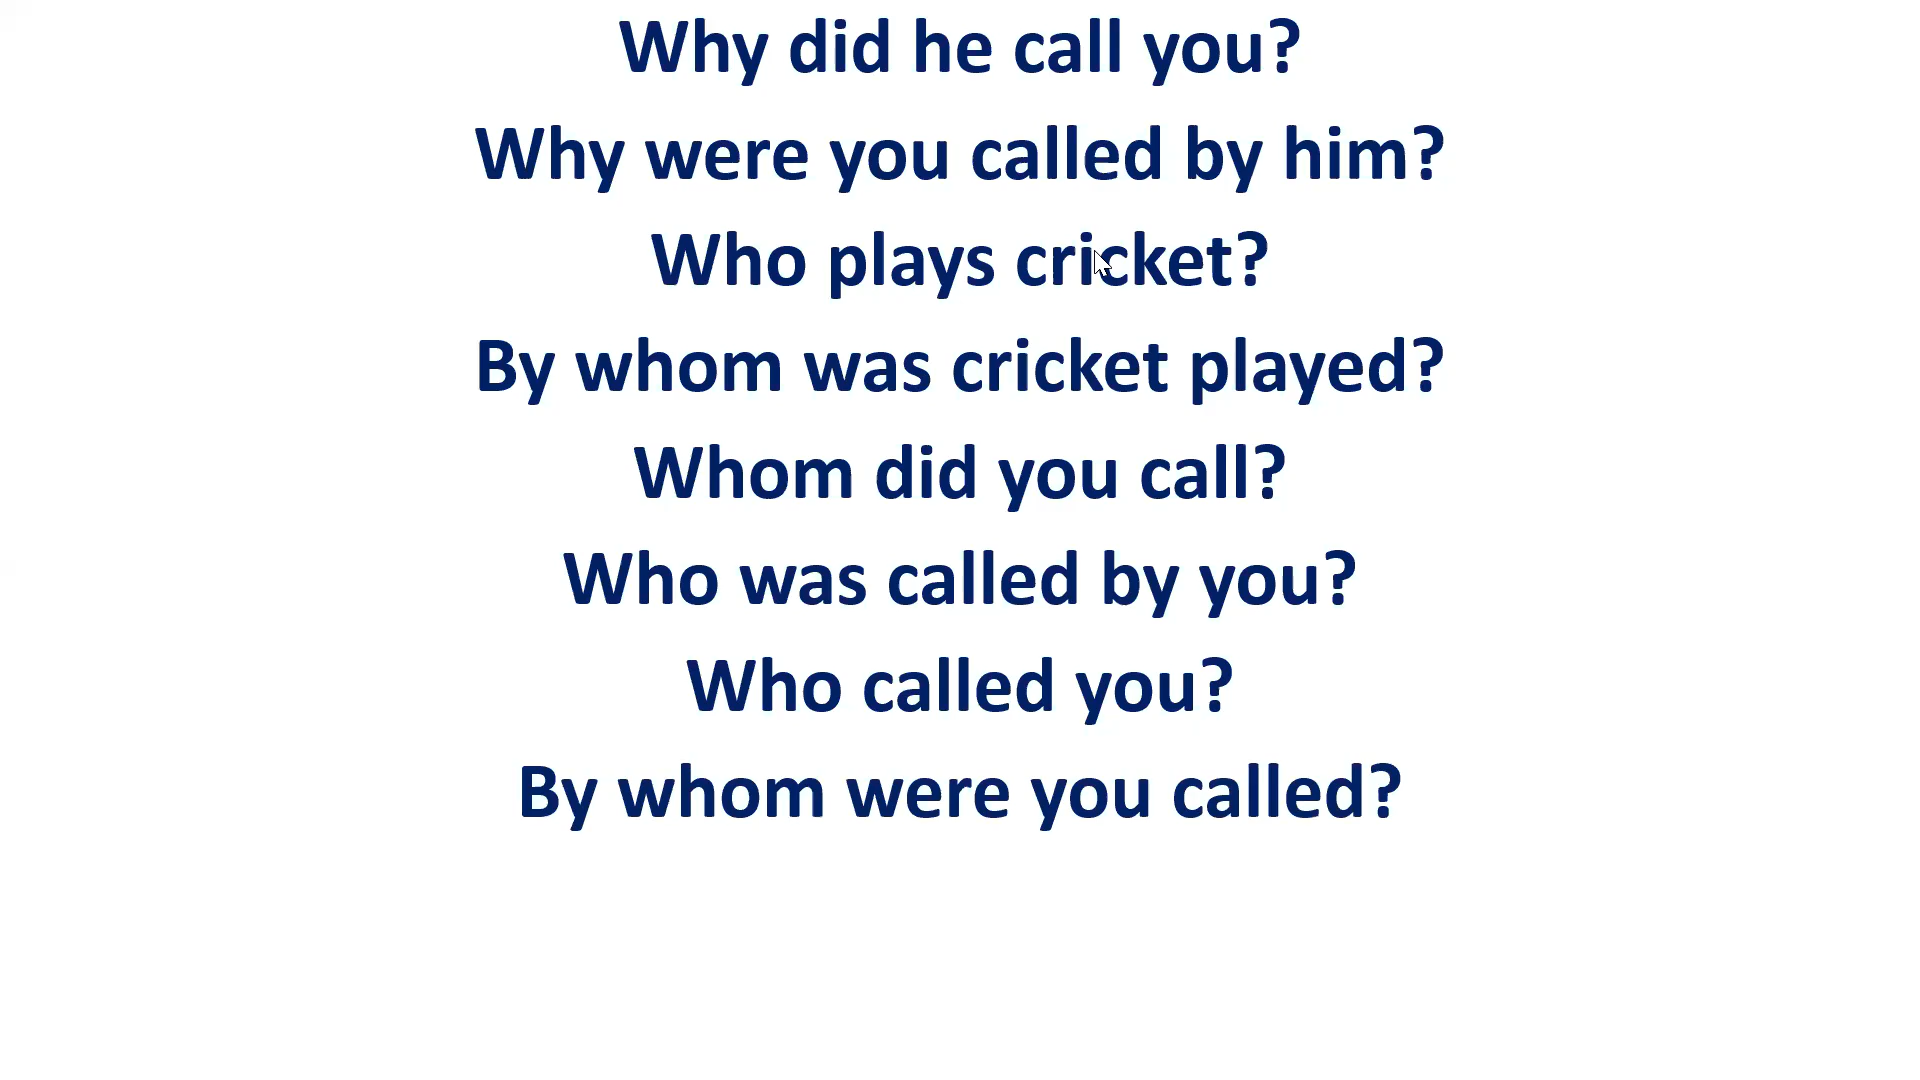 Why did he call you?
Why were you called by him?
Who plays cricket?
By whom was cricket played?
Whom did you call?
Who was called by you?
Who called you?
By whom were you called?